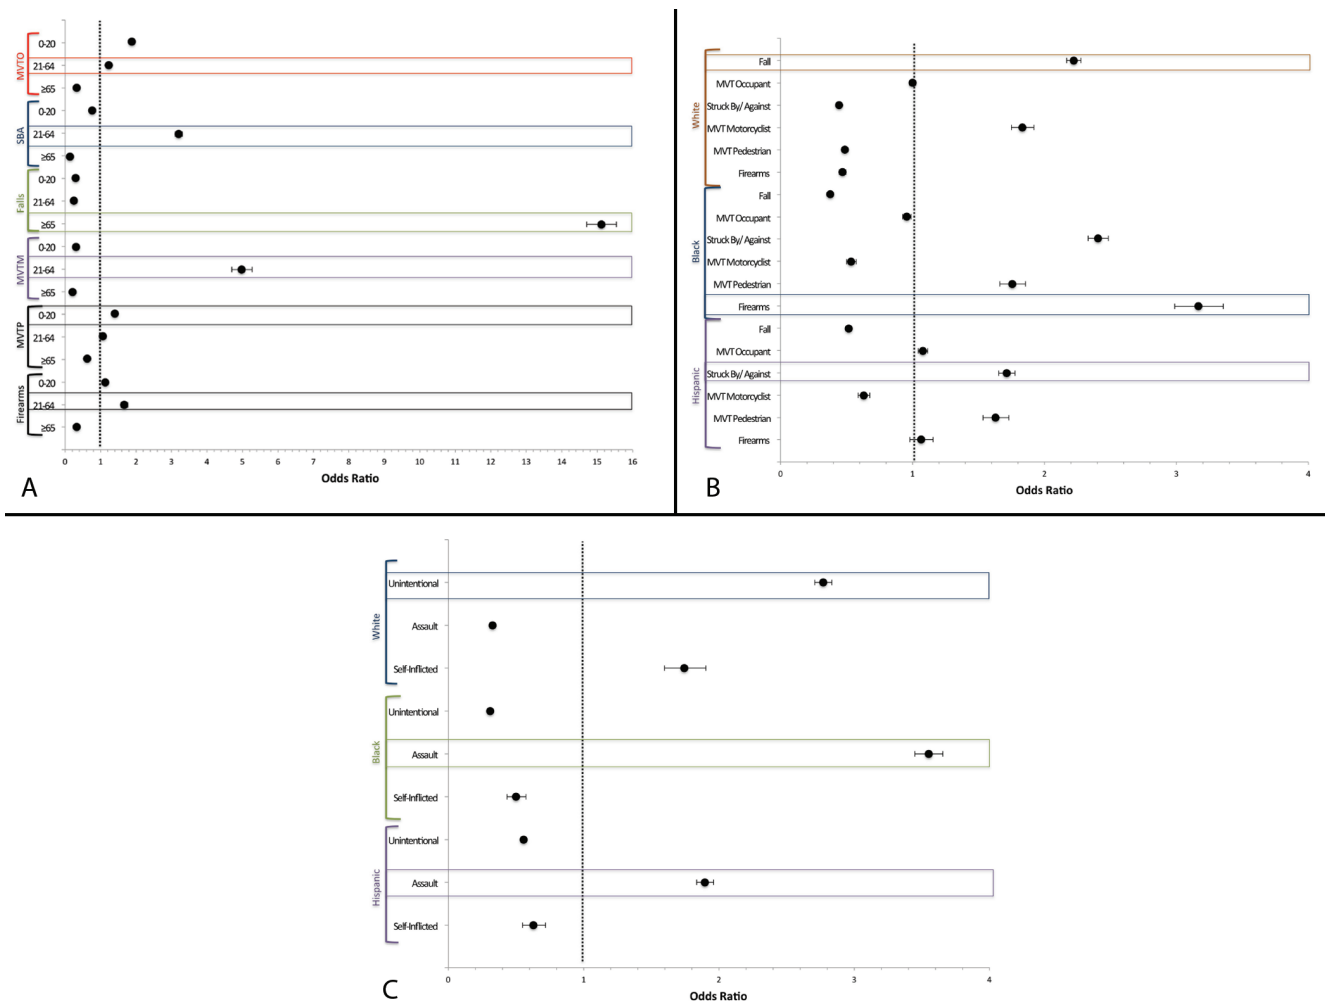 MVTO
0-20
21-64
≥65
SBA
0-20
21-64
≥65
Falls
0-20
21-64
≥65
MVTM
0-20
21-64
≥65
MVTP
0-20
21-64
≥65
Firearms
0-20
21-64
≥65
0 1 2 3 4 5 6 7 8 9 10 11 12 13 14 15 16
Odds Ratio
A
White
Fall
MVT Occupant
Struck By/ Against
MVT Motorcyclist
MVT Pedestrian
Firearms
Black
Fall
MVT Occupant
Struck By/ Against
MVT Motorcyclist
MVT Pedestrian
Firearms
Hispanic
Fall
MVT Occupant
Struck By/ Against
MVT Motorcyclist
MVT Pedestrian
Firearms
0 1 2 3 4
Odds Ratio
B
White
Unintentional
Assault
Self-Inflicted
Black
Unintentional
Assault
Self-Inflicted
Hispanic
Unintentional
Assault
Self-Inflicted
0 1 2 3 4
Odds Ratio
C